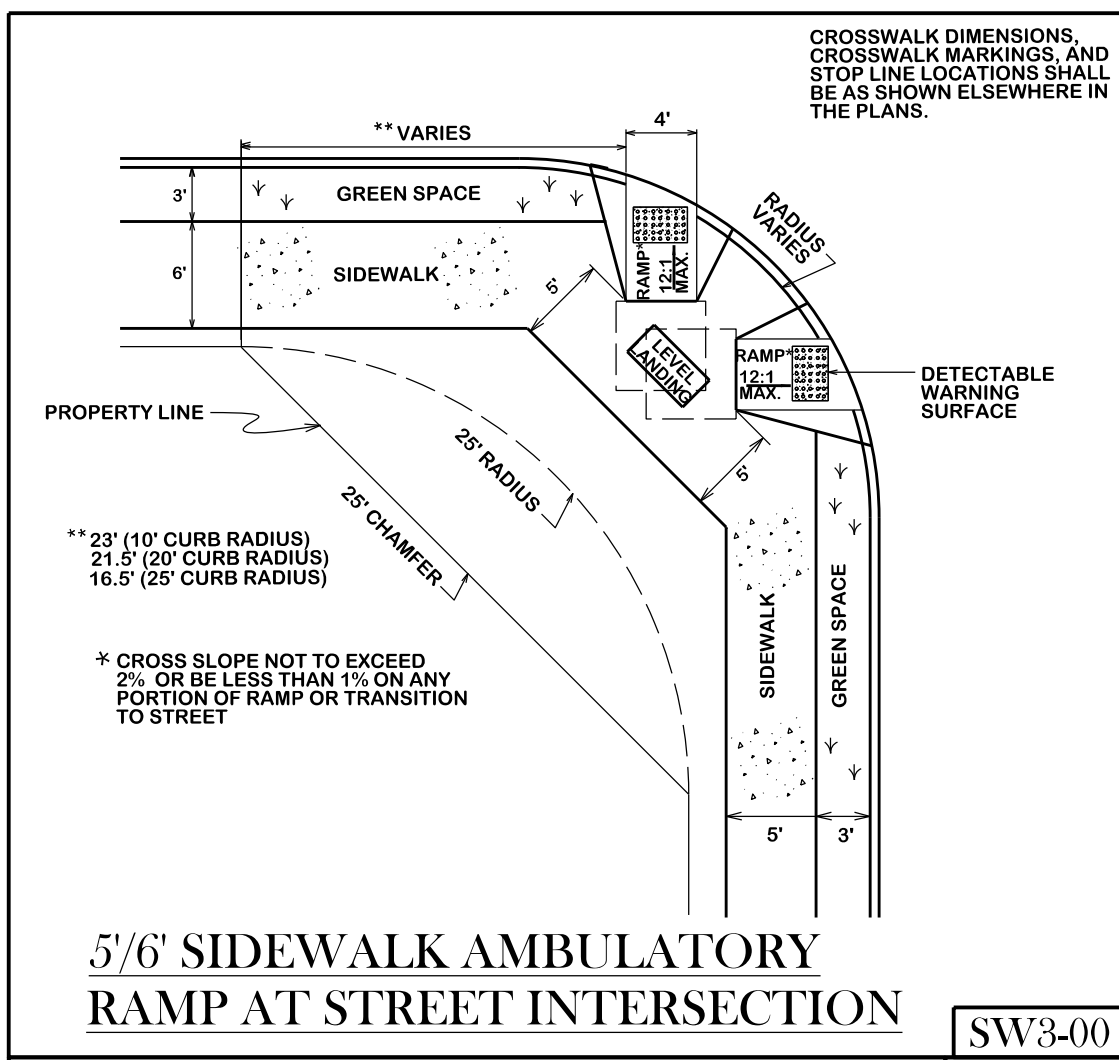 CROSSWALK DIMENSIONS,
CROSSWALK MARKINGS, AND
STOP LINE LOCATIONS SHALL
BE AS SHOWN ELSEWHERE IN
THE PLANS.
** VARIES
4'
3'
GREEN SPACE
RADIUS
VARIES
6'
SIDEWALK
5'
RAMP*
12:1
MAX.
LEVEL
LANDING
RAMP*
12:1
MAX.
DETECTABLE
WARNING
SURFACE
PROPERTY LINE
25' RADIUS
5'
25' CHAMFER
** 23' (10' CURB RADIUS)
21.5' (20' CURB RADIUS)
16.5' (25' CURB RADIUS)
SIDEWALK
GREEN SPACE
* CROSS SLOPE NOT TO EXCEED
2% OR BE LESS THAN 1% ON ANY
PORTION OF RAMP OR TRANSITION
TO STREET
5'
3'
5'/6' SIDEWALK AMBULATORY
RAMP AT STREET INTERSECTION
SW3-00